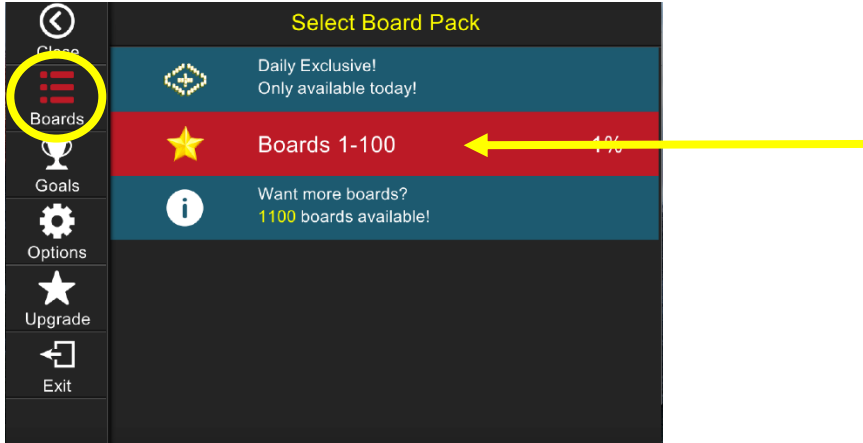 Select Board Pack
Close
Boards
Goals
Options
Upgrade
Exit
Daily Exclusive!
Only available today!
Boards 1-100 1%
Want more boards?
1100 boards available!